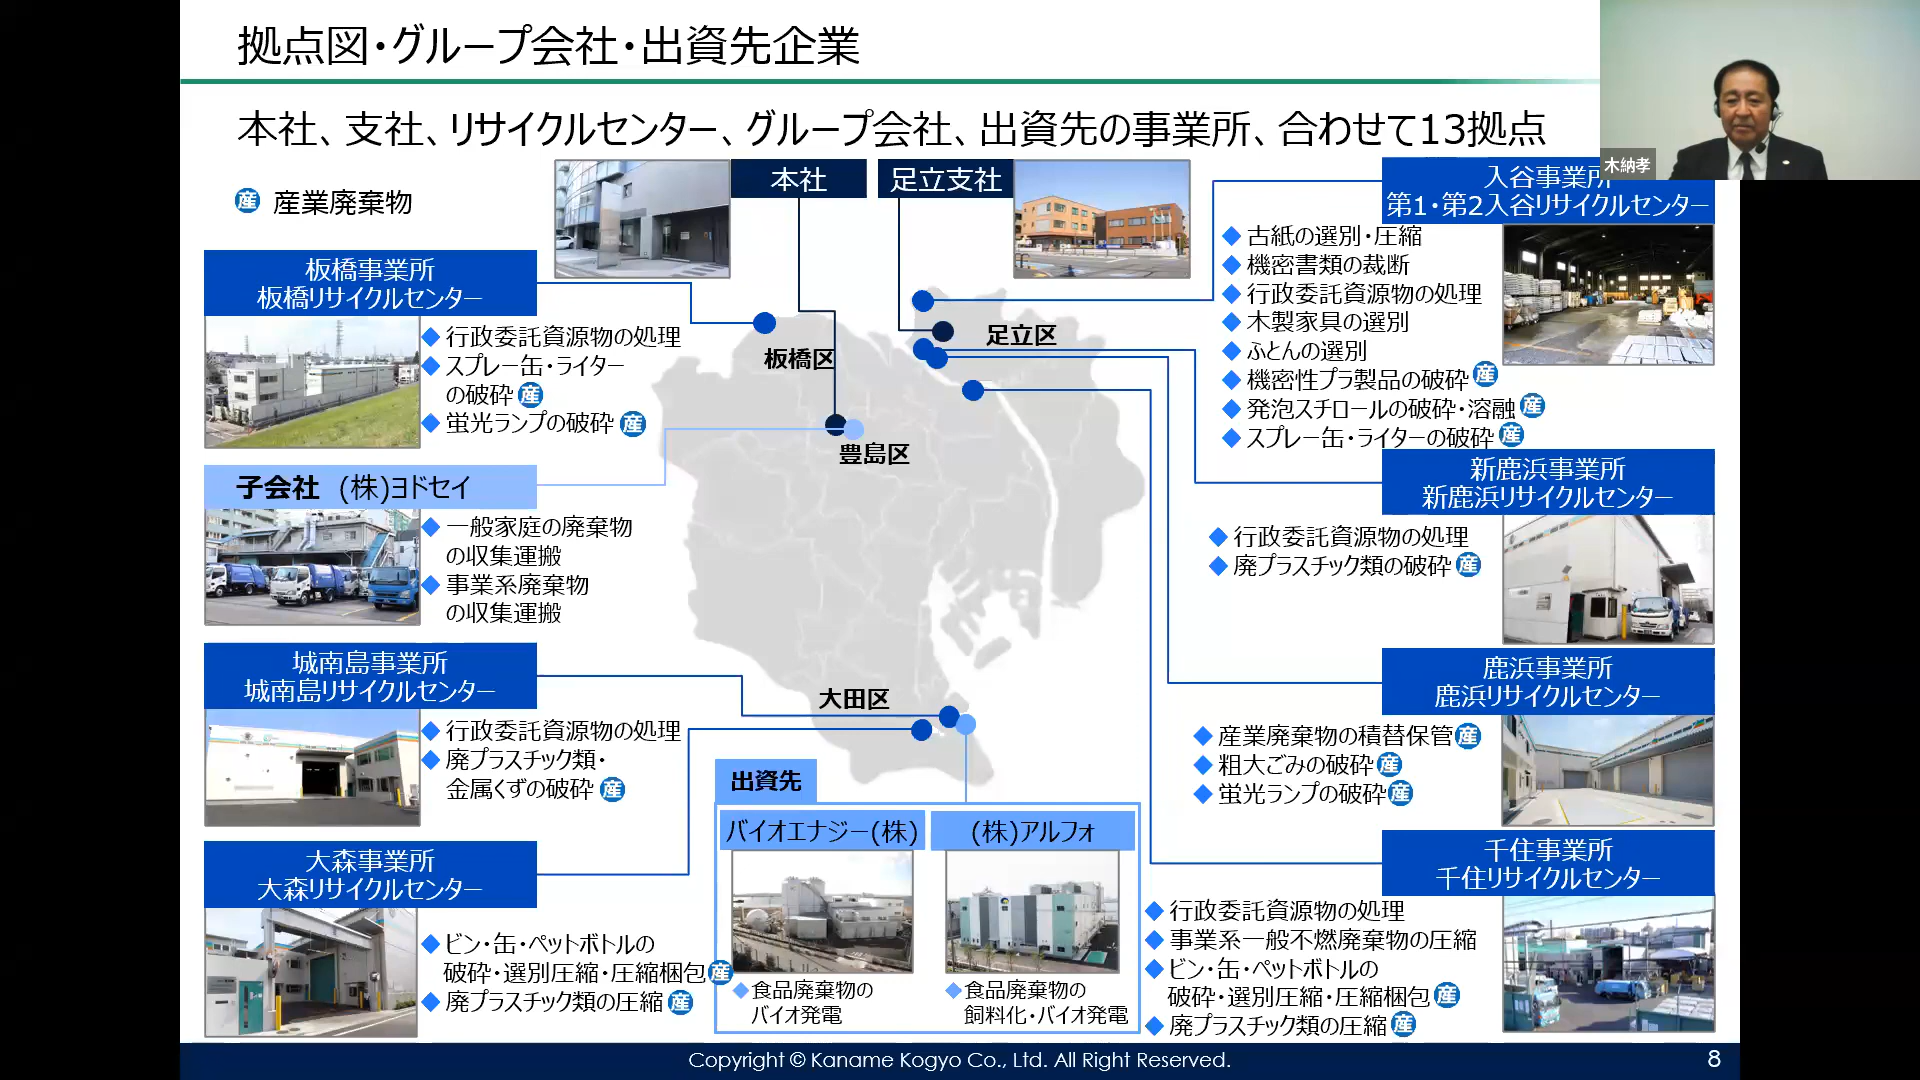 拠点図・グループ会社・出資先企業
本社、支社、リサイクルセンター、グループ会社、出資先の事業所、合わせて13拠点
木納孝
産 産業廃棄物
本社
足立支社
板橋事業所
板橋リサイクルセンター
行政委託資源物の処理
スプレー缶・ライター
の破砕 産
蛍光ランプの破砕 産
子会社 (株)ヨドセイ
一般家庭の廃棄物
の収集運搬
事業系廃棄物
の収集運搬
城南島事業所
城南島リサイクルセンター
行政委託資源物の処理
廃プラスチック類・
金属くずの破砕 産
大森事業所
大森リサイクルセンター
ビン・缶・ペットボトルの
破砕・選別圧縮・圧縮梱包 産
廃プラスチック類の圧縮 産
板橋区
足立区
豊島区
大田区
出資先
バイオエナジー(株)
食品廃棄物の
バイオ発電
(株)アルフォ
食品廃棄物の
飼料化・バイオ発電
入谷事業所
第1・第2入谷リサイクルセンター
古紙の選別・圧縮
機密書類の裁断
行政委託資源物の処理
木製家具の選別
ふとんの選別
機密性プラ製品の破砕 産
発泡スチロールの破砕・溶融 産
スプレー缶・ライターの破砕 産
新鹿浜事業所
新鹿浜リサイクルセンター
行政委託資源物の処理
廃プラスチック類の破砕 産
鹿浜事業所
鹿浜リサイクルセンター
産業廃棄物の積替保管 産
粗大ごみの破砕 産
蛍光ランプの破砕 産
千住事業所
千住リサイクルセンター
行政委託資源物の処理
事業系一般不燃廃棄物の圧縮
ビン・缶・ペットボトルの
破砕・選別圧縮・圧縮梱包 産
廃プラスチック類の圧縮 産
Copyright © Kaname Kogyo Co., Ltd. All Right Reserved.
8